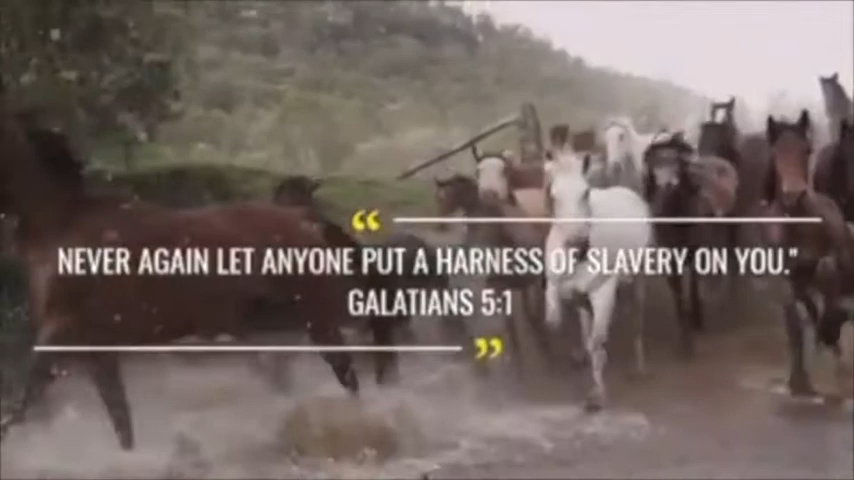 “
NEVER AGAIN LET ANYONE PUT A HARNESS OF SLAVERY ON YOU.”
GALATIANS 5:1
”